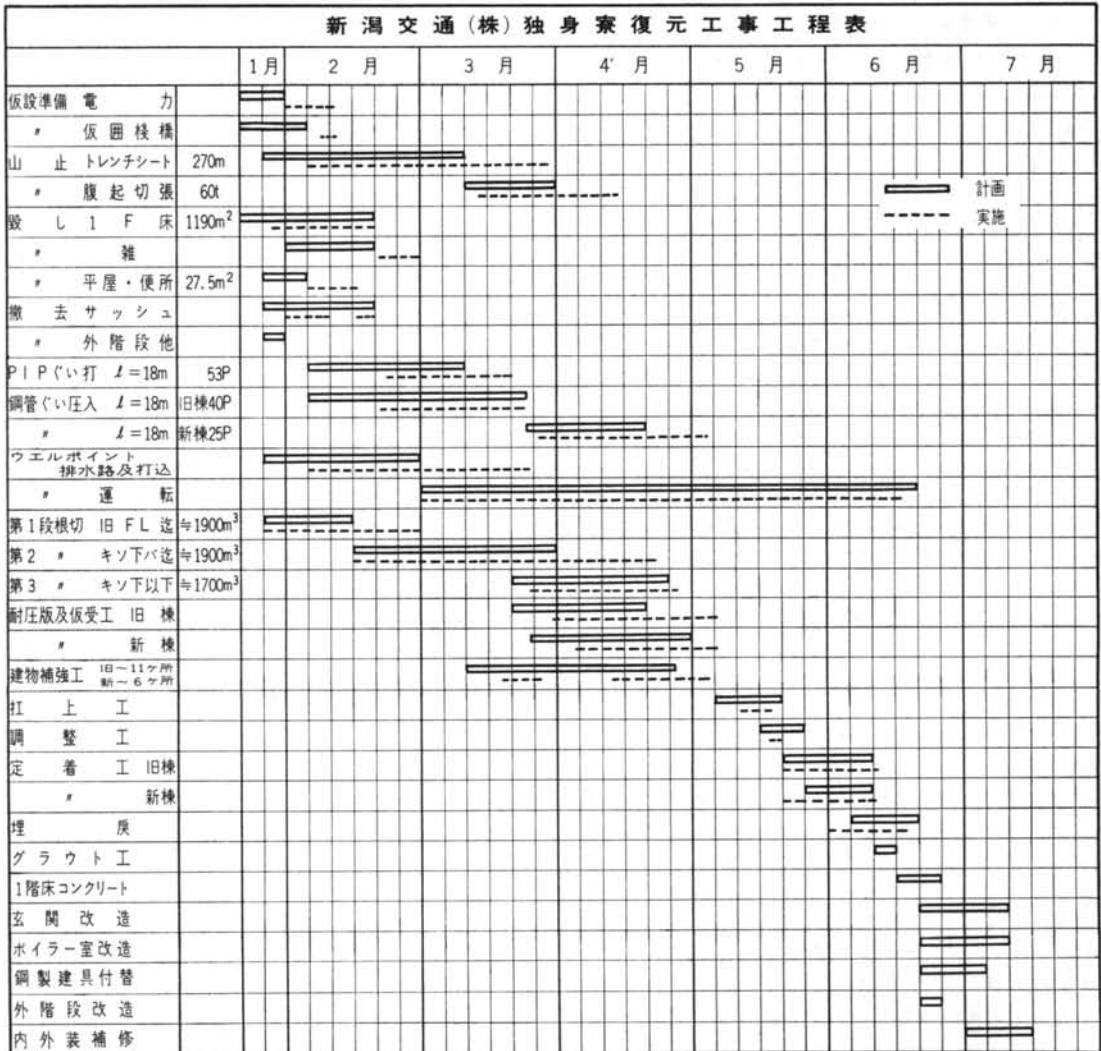 新潟交通(株)独身寮復元工事工程表
1月 2月 3月 4月 5月 6月 7月
仮設準備 電力
〃 仮囲桟橋
山止 トレンチシート 270m
〃 腹起切張 60t
計画
実施
毀し 1F床 1190m²
〃 雑
〃 平屋・便所 27.5m²
撤去サッシュ
〃 外階段他
PIPぐい打 ℓ=18m 53P
鋼管ぐい圧入 ℓ=18m 旧棟40P
〃 ℓ=18m 新棟25P
ウエルポイント
排水路及打込
〃 運転
第1段根切 旧FL迄 ≒1900m³
第2 〃 キソ下バ迄 ≒1900m³
第3 〃 キソ下以下 ≒1700m³
耐圧版及仮受工 旧棟
〃 新棟
建物補強工 旧~11ヶ所
新~6ヶ所
扛上工
調整工
定着工 旧棟
〃 新棟
埋戻
グラウト工
1階床コンクリート
玄関改造
ボイラー室改造
鋼製建具付替
外階段改造
内外装補修